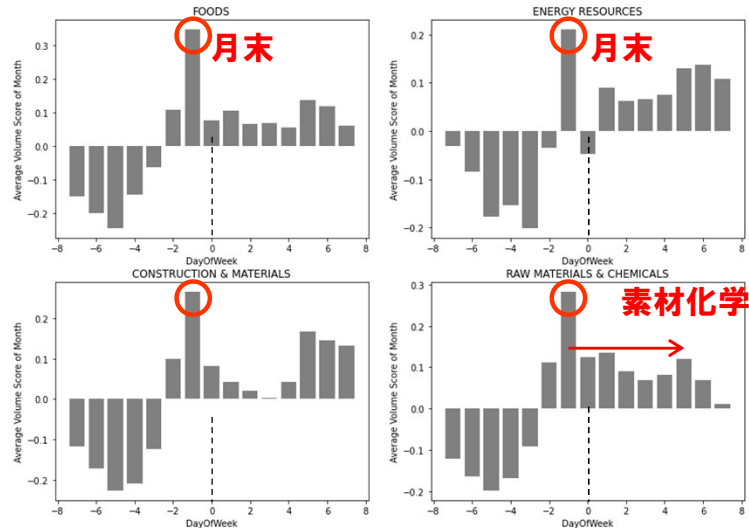 FOODS
月末
Average Volume Score of Month
0.3
0.2
0.1
0.0
−0.1
−0.2
−8 −6 −4 −2 0 2 4 6 8
DayOfWeek
ENERGY RESOURCES
月末
Average Volume Score of Month
0.2
0.1
0.0
−0.1
−0.2
−8 −6 −4 −2 0 2 4 6 8
DayOfWeek
CONSTRUCTION & MATERIALS
Average Volume Score of Month
0.2
0.1
0.0
−0.1
−0.2
−8 −6 −4 −2 0 2 4 6 8
DayOfWeek
RAW MATERIALS & CHEMICALS
素材化学
Average Volume Score of Month
0.3
0.2
0.1
0.0
−0.1
−0.2
−8 −6 −4 −2 0 2 4 6 8
DayOfWeek